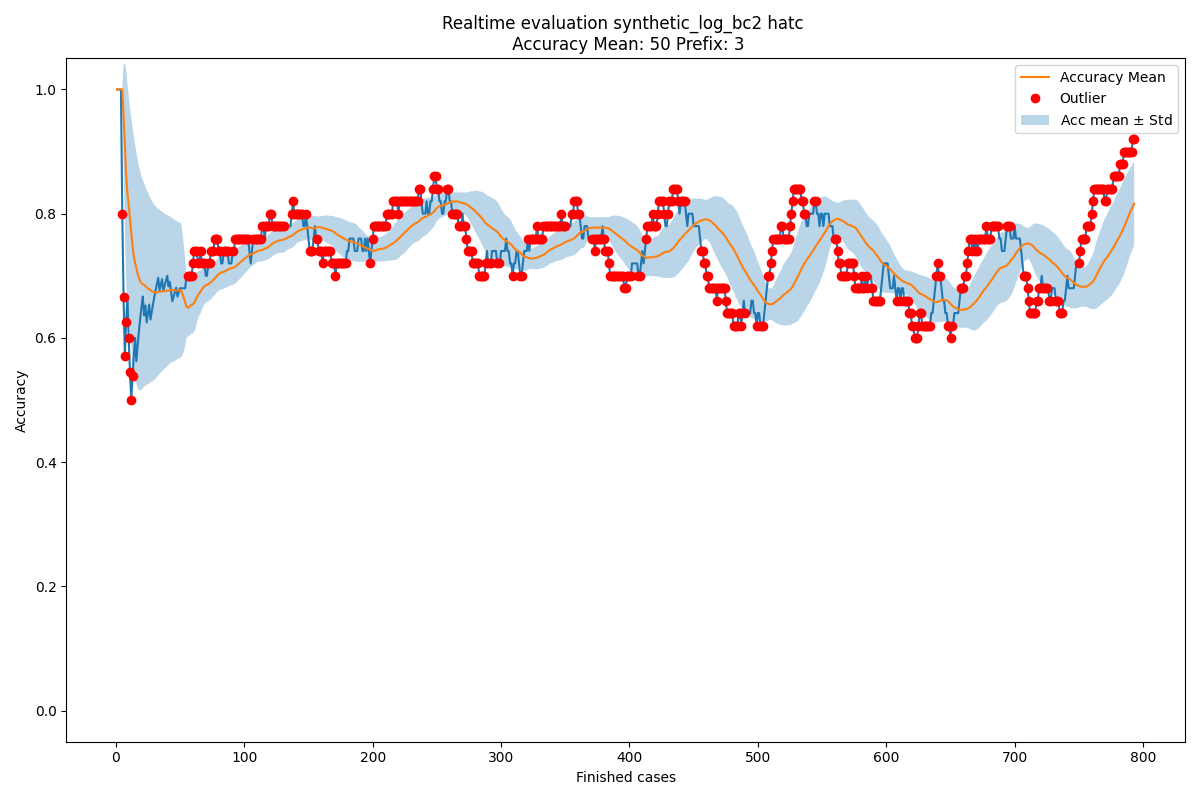 Realtime evaluation synthetic_log_bc2 hatc
Accuracy Mean: 50 Prefix: 3
Accuracy Mean
Outlier
Acc mean ± Std
1.0
0.8
0.6
0.4
0.2
0.0
Accuracy
0 100 200 300 400 500 600 700 800
Finished cases